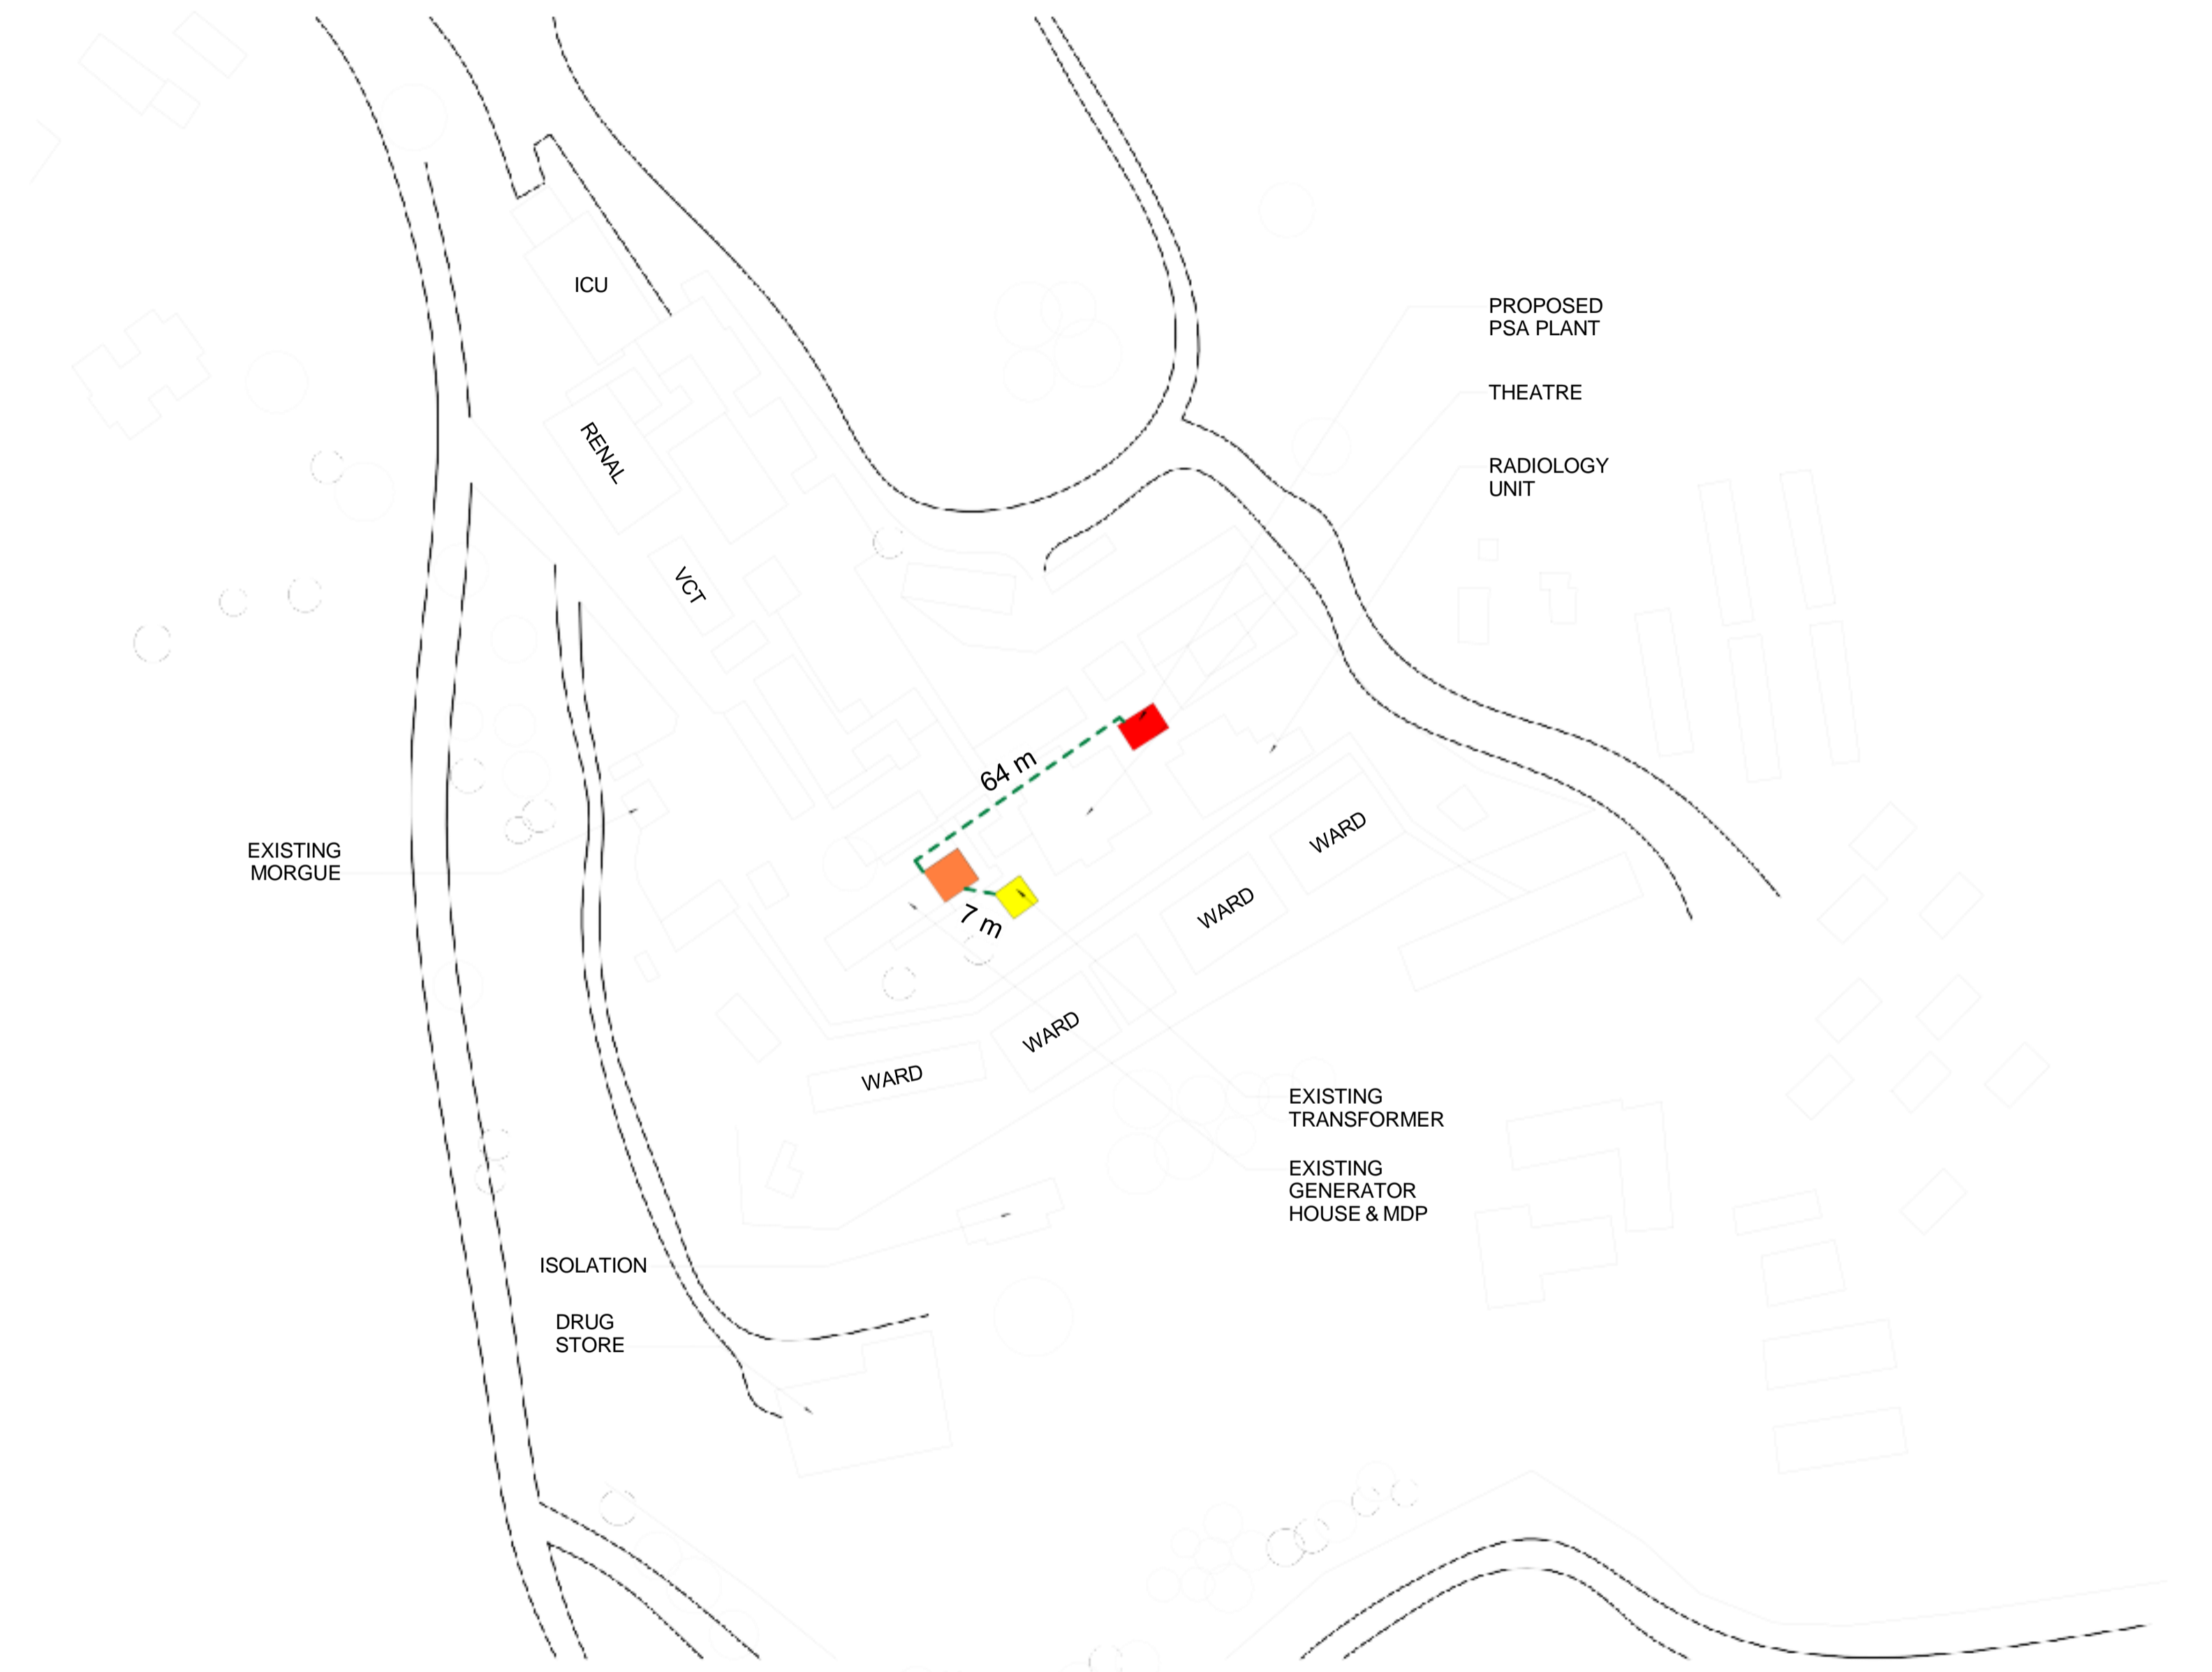 ICU
PROPOSED
PSA PLANT
THEATRE
RENAL
RADIOLOGY
UNIT
VCT
64 m
WARD
EXISTING
MORGUE
WARD
7 m
WARD
WARD
EXISTING
TRANSFORMER
EXISTING
GENERATOR
HOUSE & MDP
ISOLATION
DRUG
STORE